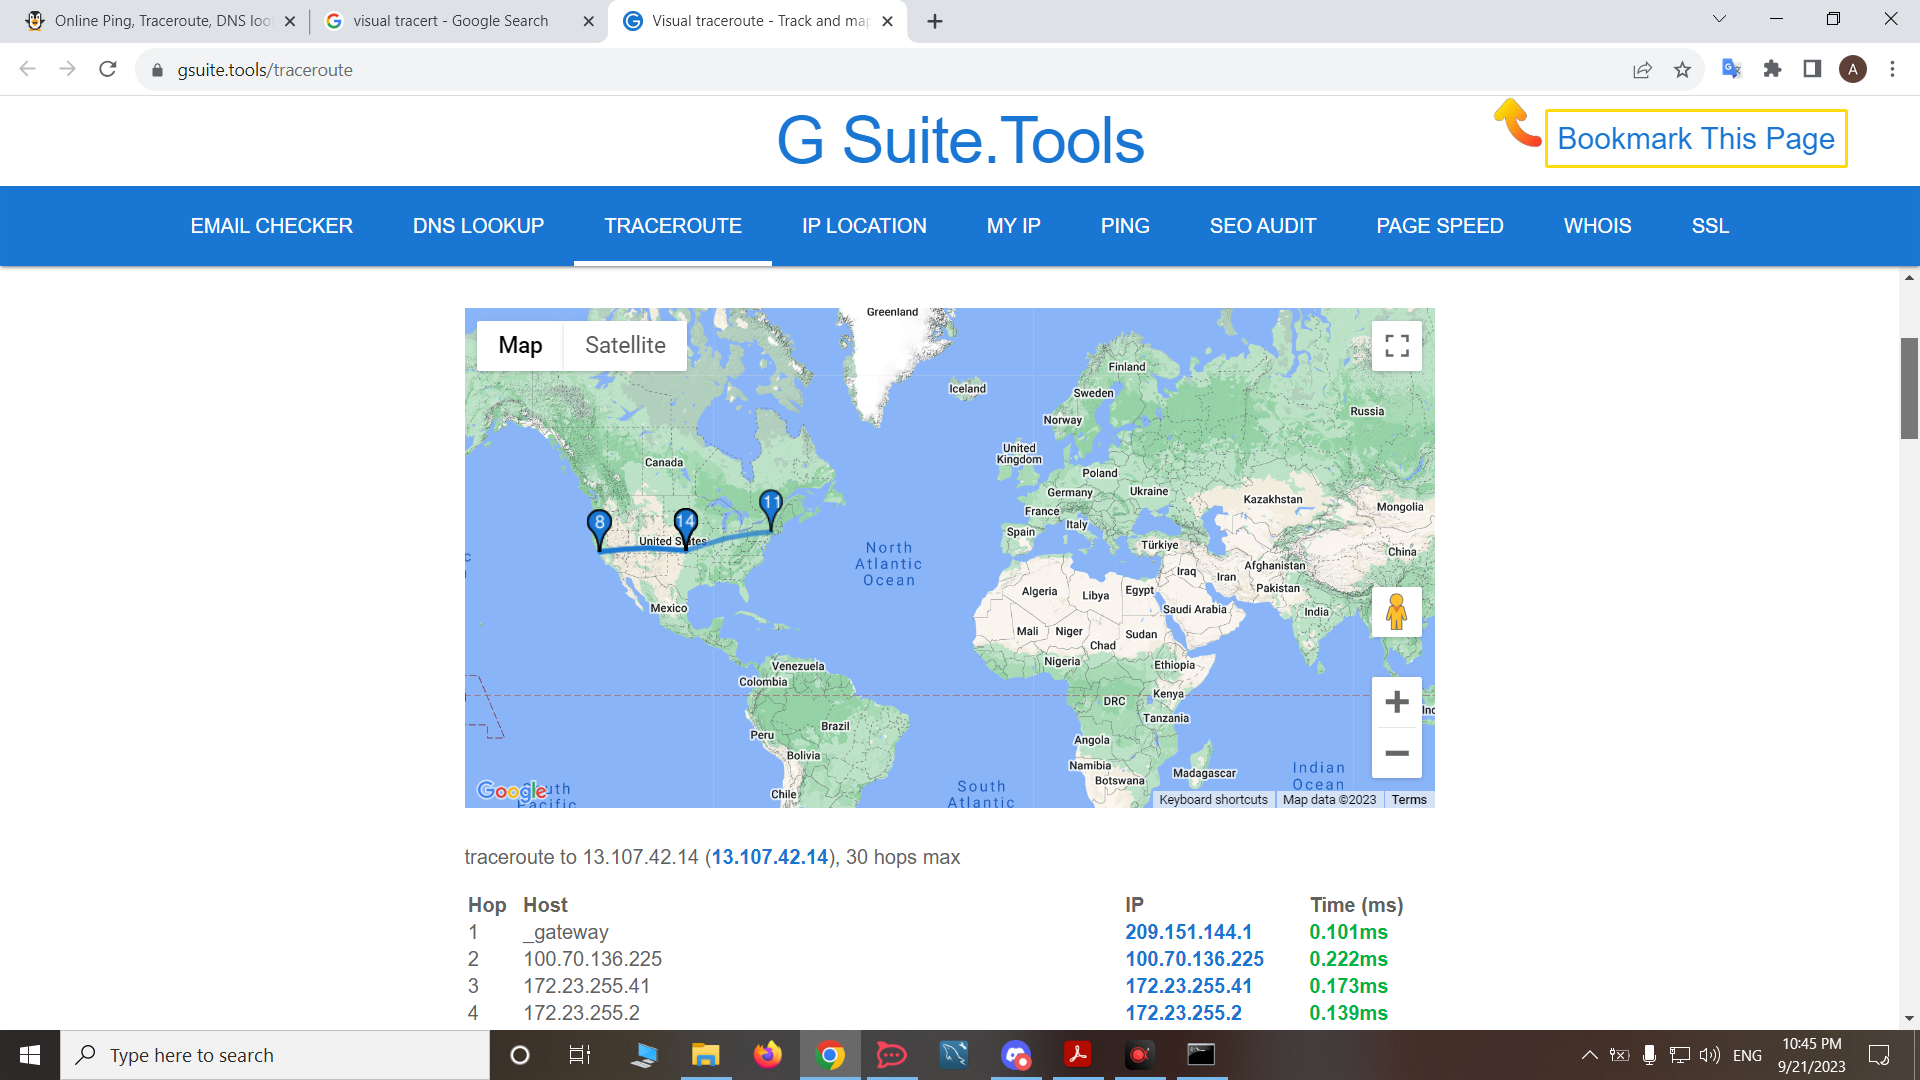 Online Ping, Traceroute, DNS loo
visual tracert - Google Search
Visual traceroute - Track and map
gsuite.tools/traceroute
A
G Suite.Tools
Bookmark This Page
EMAIL CHECKER
DNS LOOKUP
TRACEROUTE
IP LOCATION
MY IP
PING
SEO AUDIT
PAGE SPEED
WHOIS
SSL
Map
Satellite
Greenland
Iceland
Finland
Sweden
Norway
Russia
United
Kingdom
Canada
Poland
Germany
Ukraine
Kazakhstan
Mongolia
France
Italy
Spain
Türkiye
China
8
14
11
United States
North
Atlantic
Ocean
Iraq
Iran
Afghanistan
Pakistan
Algeria
Libya
Egypt
Saudi Arabia
India
Mexico
Mali
Niger
Chad
Sudan
Nigeria
Ethiopia
Venezuela
Colombia
DRC
Kenya
Tanzania
Brazil
Peru
Bolivia
Angola
Namibia
Botswana
Madagascar
Chile
South
Atlantic
Indian
Ocean
Google
Keyboard shortcuts
Map data ©2023
Terms
traceroute to 13.107.42.14 (13.107.42.14), 30 hops max
Hop Host IP Time (ms)
1 _gateway 209.151.144.1 0.101ms
2 100.70.136.225 100.70.136.225 0.222ms
3 172.23.255.41 172.23.255.41 0.173ms
4 172.23.255.2 172.23.255.2 0.139ms
Type here to search
ENG
10:45 PM
9/21/2023